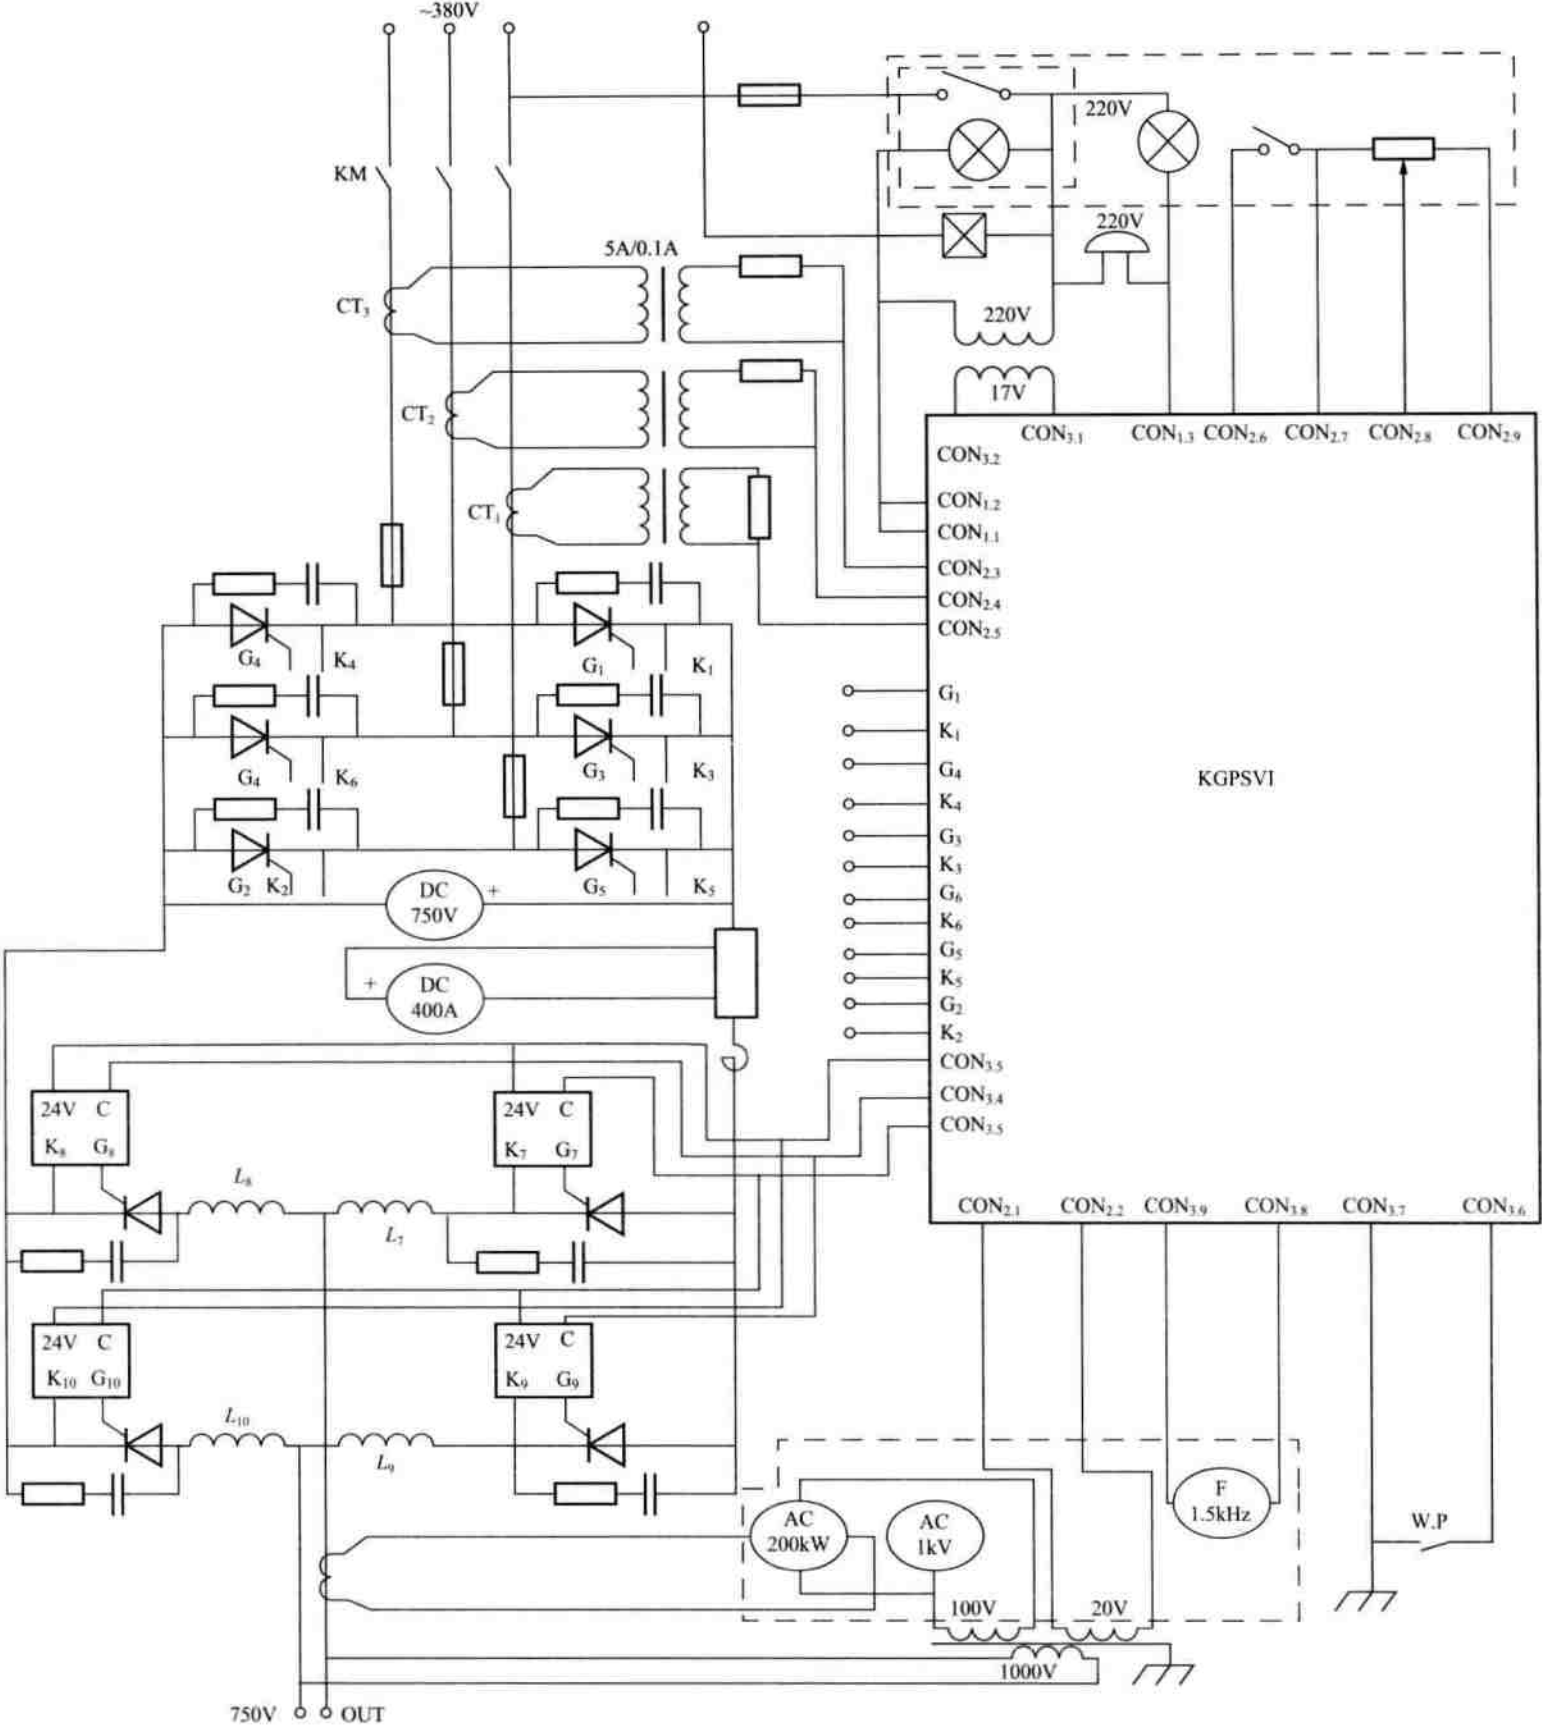 ~380V
220V
KM
220V
5A/0.1A
CT₃
220V
17V
CT₂
CON₃.₁ CON₁.₃ CON₂.₆ CON₂.₇ CON₂.₈ CON₂.₉
CON₃.₂
CON₁.₂
CT₁
CON₁.₁
CON₂.₃
CON₂.₄
CON₂.₅
G₄ K₄ G₁ K₁
G₁
K₁
G₄ K₆ G₃ K₃
G₄
KGPSVI
K₄
G₃
K₃
G₂ K₂ G₅ K₅
DC
750V
+
G₆
K₆
G₅
K₅
+
DC
400A
G₂
K₂
CON₃.₅
CON₃.₄
CON₃.₅
24V C
K₈ G₈
24V C
K₇ G₇
L₈
L₇
CON₂.₁ CON₂.₂ CON₃.₉ CON₃.₈ CON₃.₇ CON₃.₆
24V C
K₁₀ G₁₀
24V C
K₉ G₉
L₁₀
L₉
F
1.5kHz
AC
200kW
AC
1kV
W.P
100V
20V
1000V
750V OUT